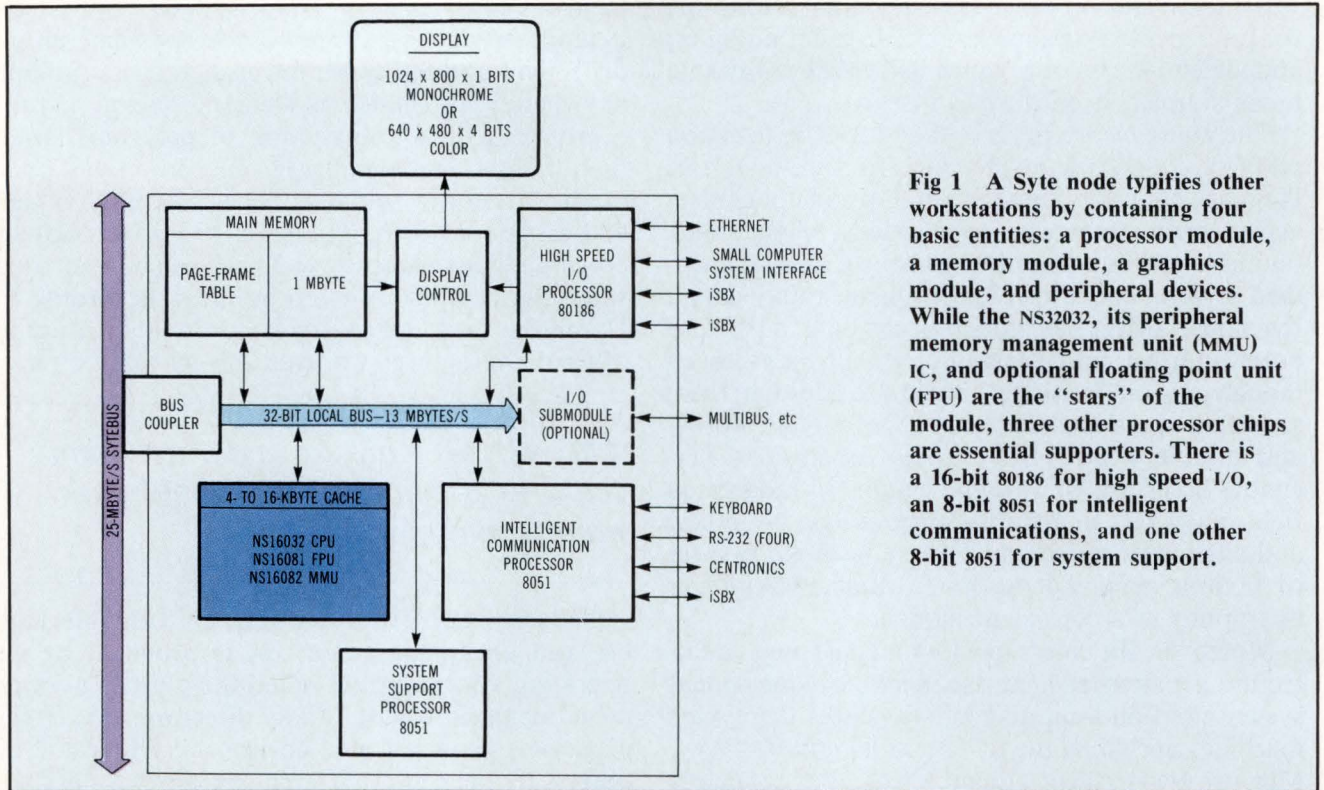 DISPLAY
1024 x 800 x 1 BITS
MONOCHROME
OR
640 x 480 x 4 BITS
COLOR
MAIN MEMORY
PAGE-FRAME
TABLE
1 MBYTE
DISPLAY
CONTROL
HIGH SPEED
I/O
PROCESSOR
80186
ETHERNET
SMALL COMPUTER
SYSTEM INTERFACE
iSBX
iSBX
25-MBYTE/S SYTEBUS
BUS
COUPLER
32-BIT LOCAL BUS—13 MBYTES/S
I/O
SUBMODULE
(OPTIONAL)
MULTIBUS, etc
4- TO 16-KBYTE CACHE
NS16032 CPU
NS16081 FPU
NS16082 MMU
INTELLIGENT
COMMUNICATION
PROCESSOR
8051
KEYBOARD
RS-232 (FOUR)
CENTRONICS
iSBX
SYSTEM
SUPPORT
PROCESSOR
8051
Fig 1 A Syte node typifies other
workstations by containing four
basic entities: a processor module,
a memory module, a graphics
module, and peripheral devices.
While the NS32032, its peripheral
memory management unit (MMU)
IC, and optional floating point unit
(FPU) are the “stars” of the
module, three other processor chips
are essential supporters. There is
a 16-bit 80186 for high speed I/O,
an 8-bit 8051 for intelligent
communications, and one other
8-bit 8051 for system support.